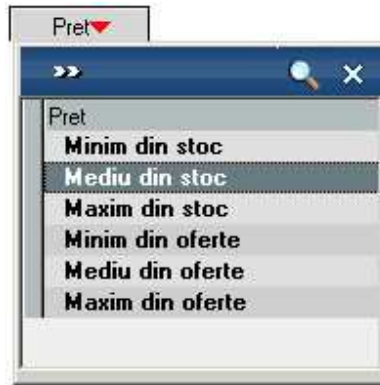 Pret
Pret
Minim din stoc
Mediu din stoc
Maxim din stoc
Minim din oferte
Mediu din oferte
Maxim din oferte